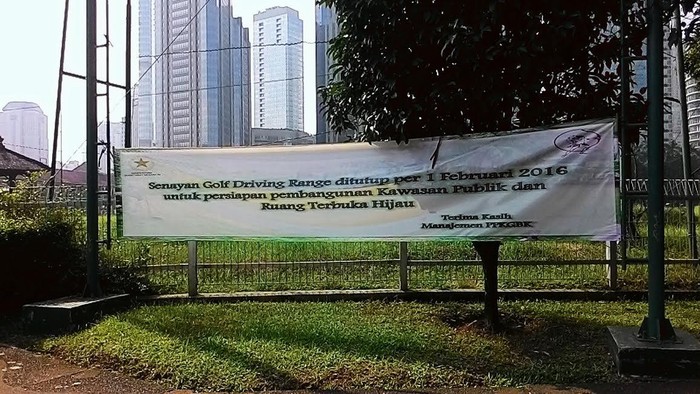 Senayan Golf Driving Range ditutup per 1 Februari 2016
untuk persiapan pembangunan Kawasan Publik dan
Ruang Terbuka Hijau
Terima Kasih
Manajemen PPKGBK